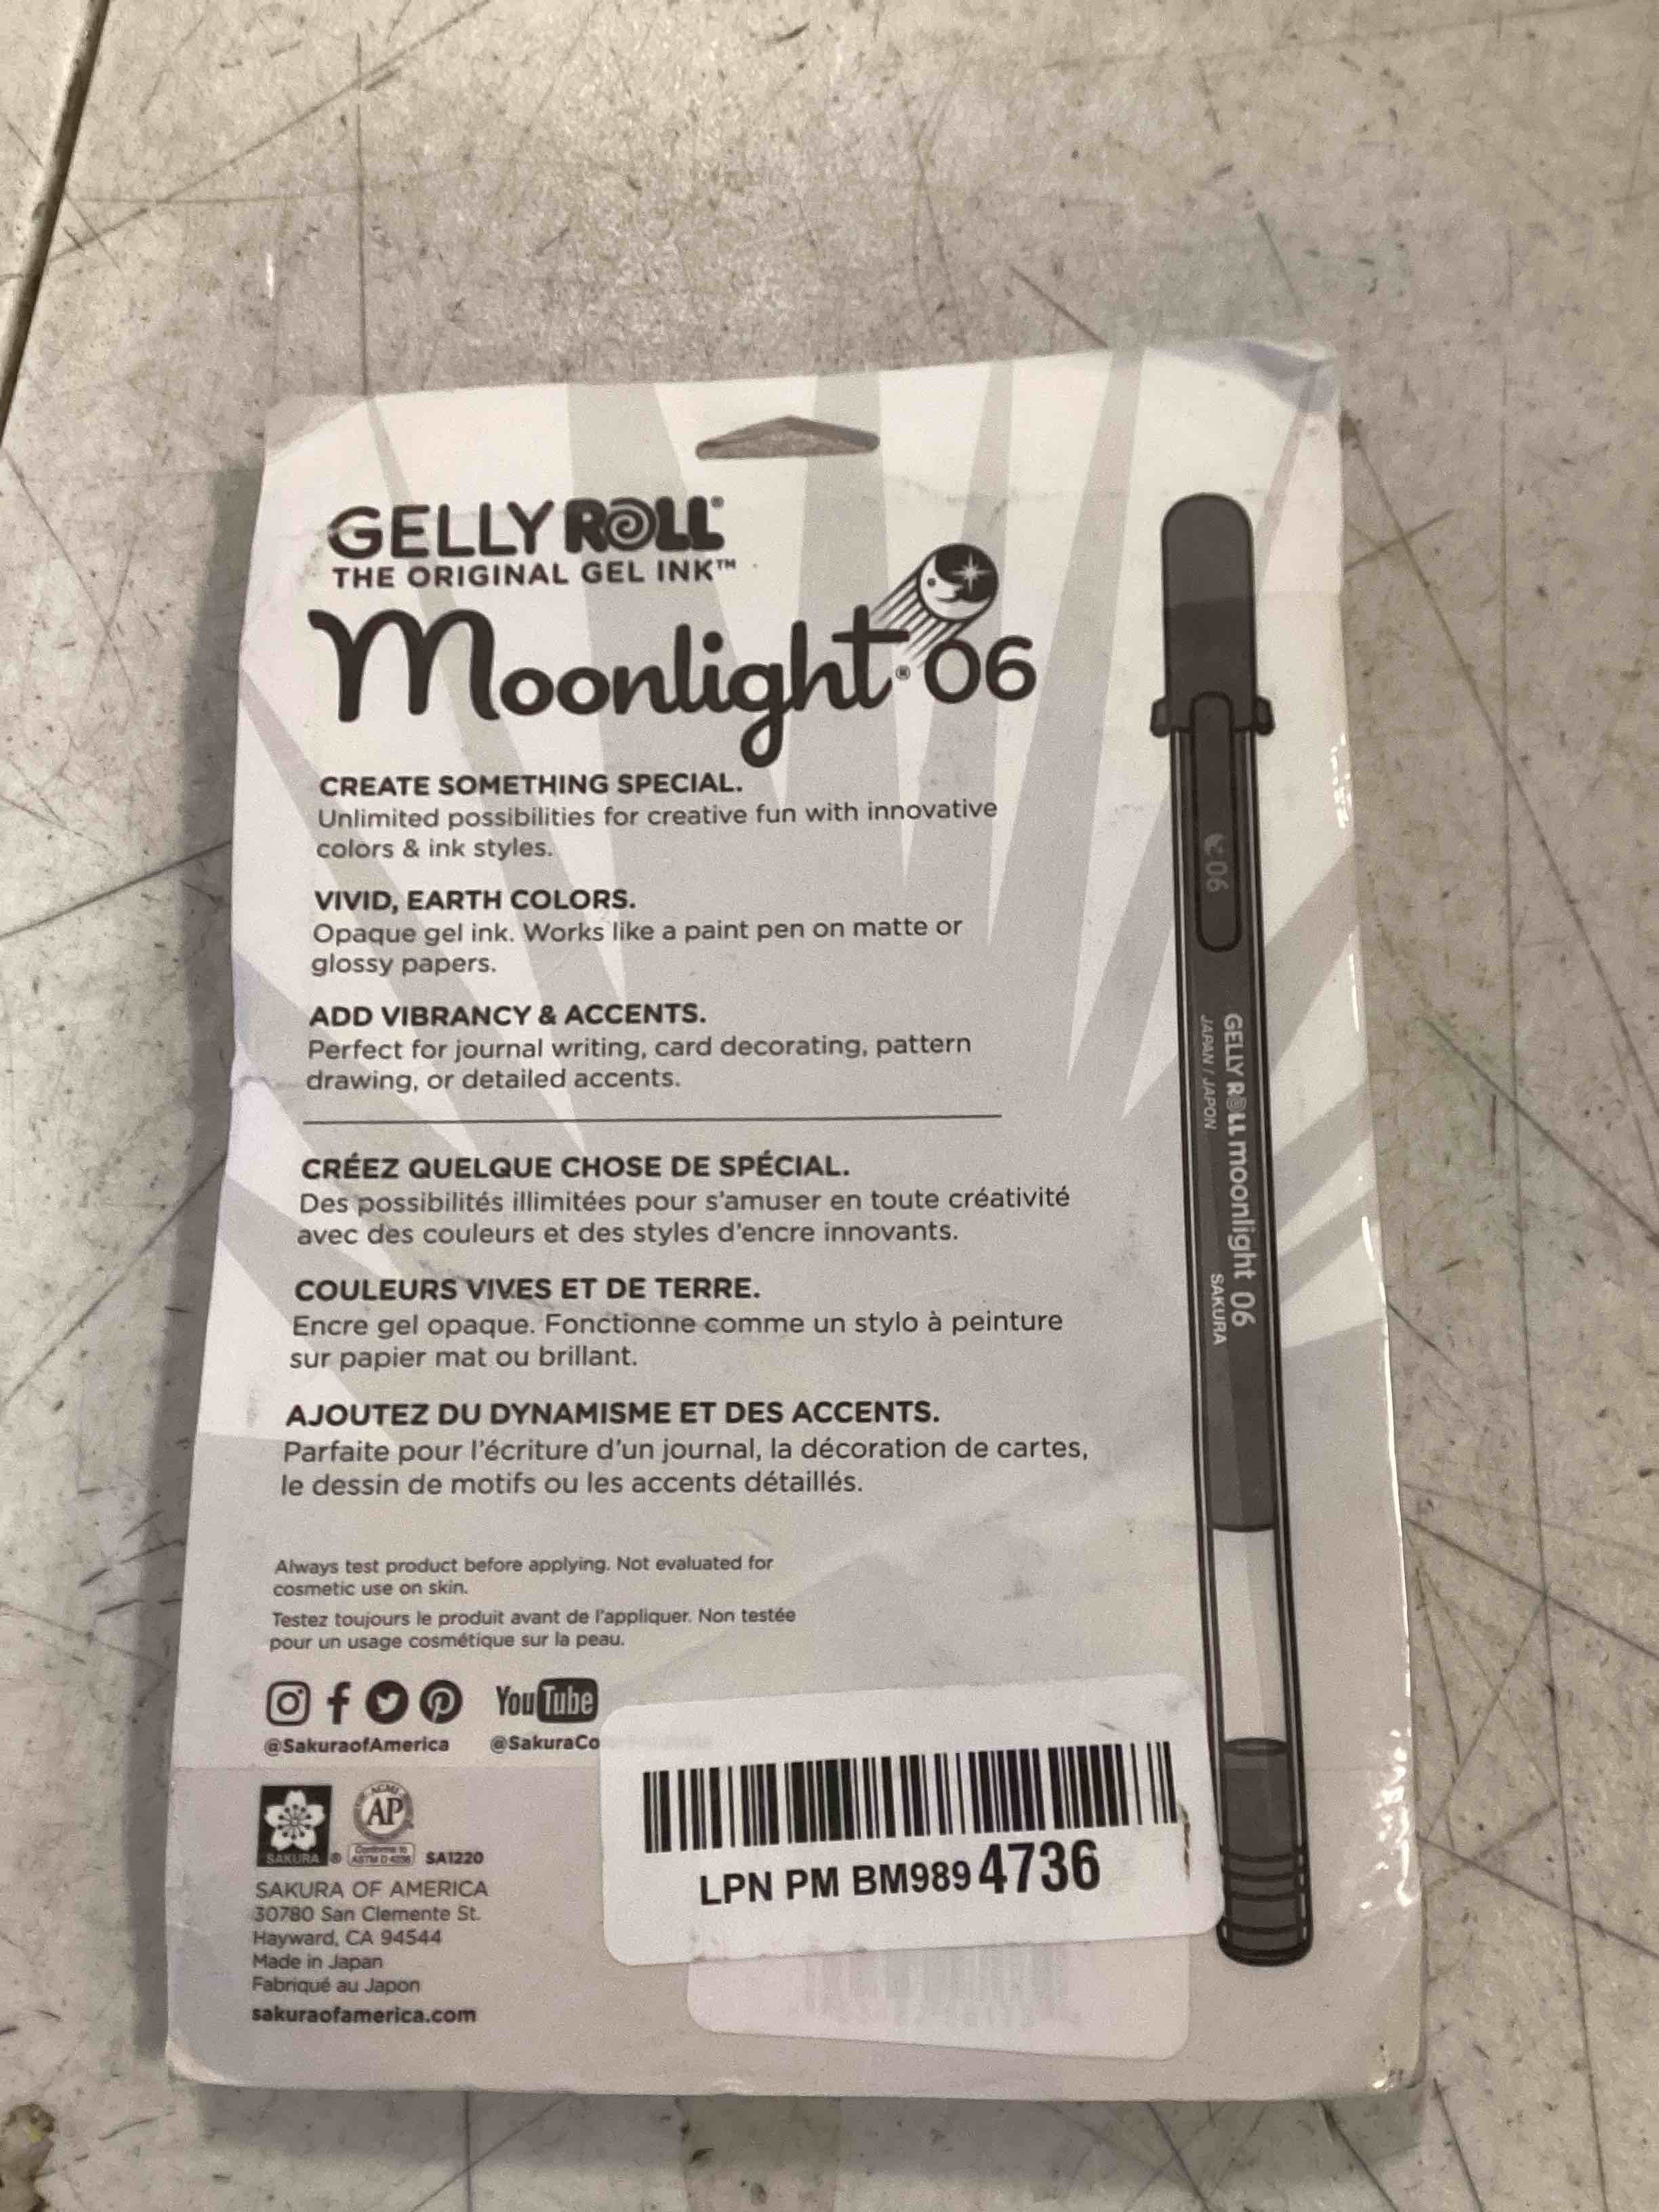 GELLY ROLL®
THE ORIGINAL GEL INK™
Moonlight® 06
CREATE SOMETHING SPECIAL.
Unlimited possibilities for creative fun with innovative
colors & ink styles.
VIVID, EARTH COLORS.
Opaque gel ink. Works like a paint pen on matte or
glossy papers.
ADD VIBRANCY & ACCENTS.
Perfect for journal writing, card decorating, pattern
drawing, or detailed accents.
CRÉEZ QUELQUE CHOSE DE SPÉCIAL.
Des possibilités illimitées pour s'amuser en toute créativité
avec des couleurs et des styles d'encre innovants.
COULEURS VIVES ET DE TERRE.
Encre gel opaque. Fonctionne comme un stylo à peinture
sur papier mat ou brillant.
AJOUTEZ DU DYNAMISME ET DES ACCENTS.
Parfaite pour l'écriture d'un journal, la décoration de cartes,
le dessin de motifs ou les accents détaillés.
Always test product before applying. Not evaluated for
cosmetic use on skin.
Testez toujours le produit avant de l'appliquer. Non testée
pour un usage cosmétique sur la peau.
YouTube
@SakuraofAmerica @SakuraCo
SAKURA ®
ACMI
AP
Conforms to
ASTM D-4236
SA1220
SAKURA OF AMERICA
30780 San Clemente St.
Hayward, CA 94544
Made in Japan
Fabriqué au Japon
sakuraofamerica.com
LPN PM BM989 4736
06
GELLY ROLL moonlight 06
JAPAN / JAPON SAKURA